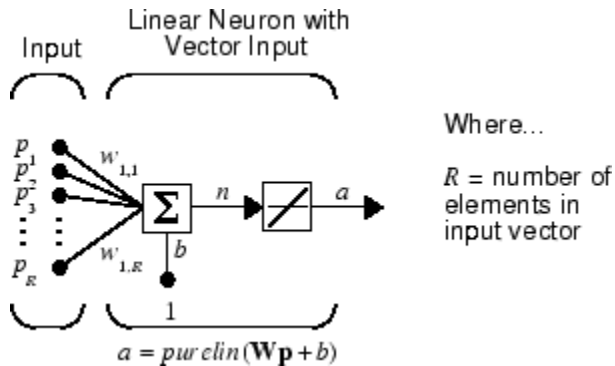 Linear Neuron with
Vector Input
Input
p1
p2
p3
pR
w1,1
w1,R
Σ
n
a
b
1
a = purelin(Wp + b)
Where...
R = number of
elements in
input vector